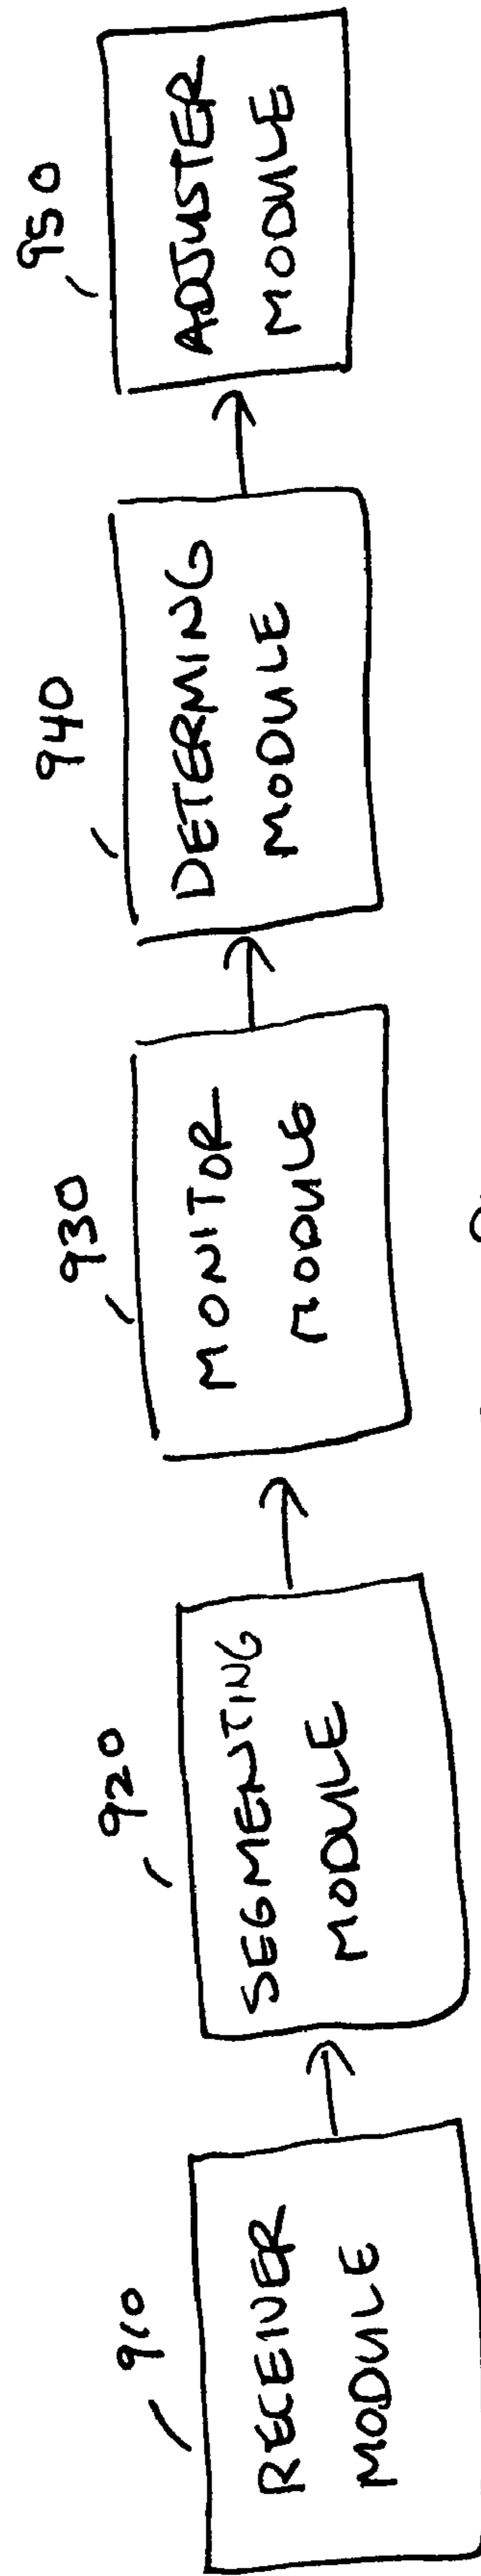 910
RECEIVER
MODULE
920
SEGMENTING
MODULE
930
MONITOR
MODULE
940
DETERMING
MODULE
950
ADJUSTER
MODULE